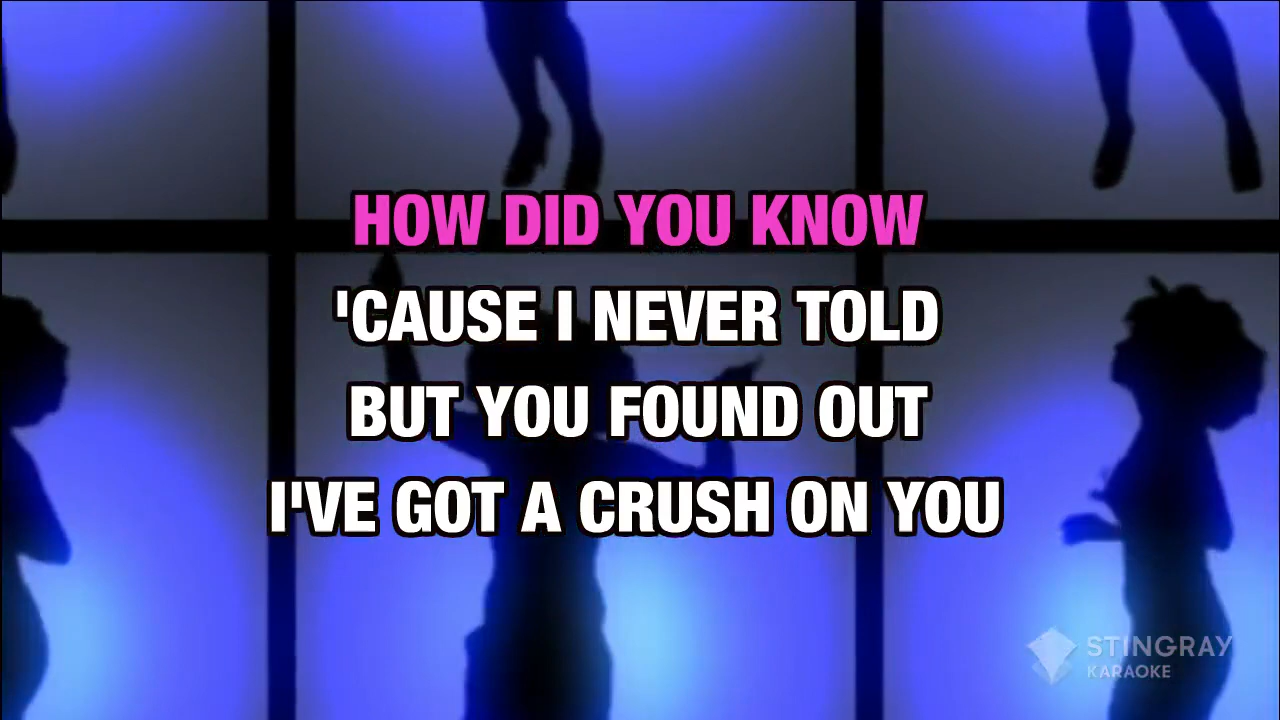 HOW DID YOU KNOW
'CAUSE I NEVER TOLD
BUT YOU FOUND OUT
I'VE GOT A CRUSH ON YOU
STINGRAY
KARAOKE